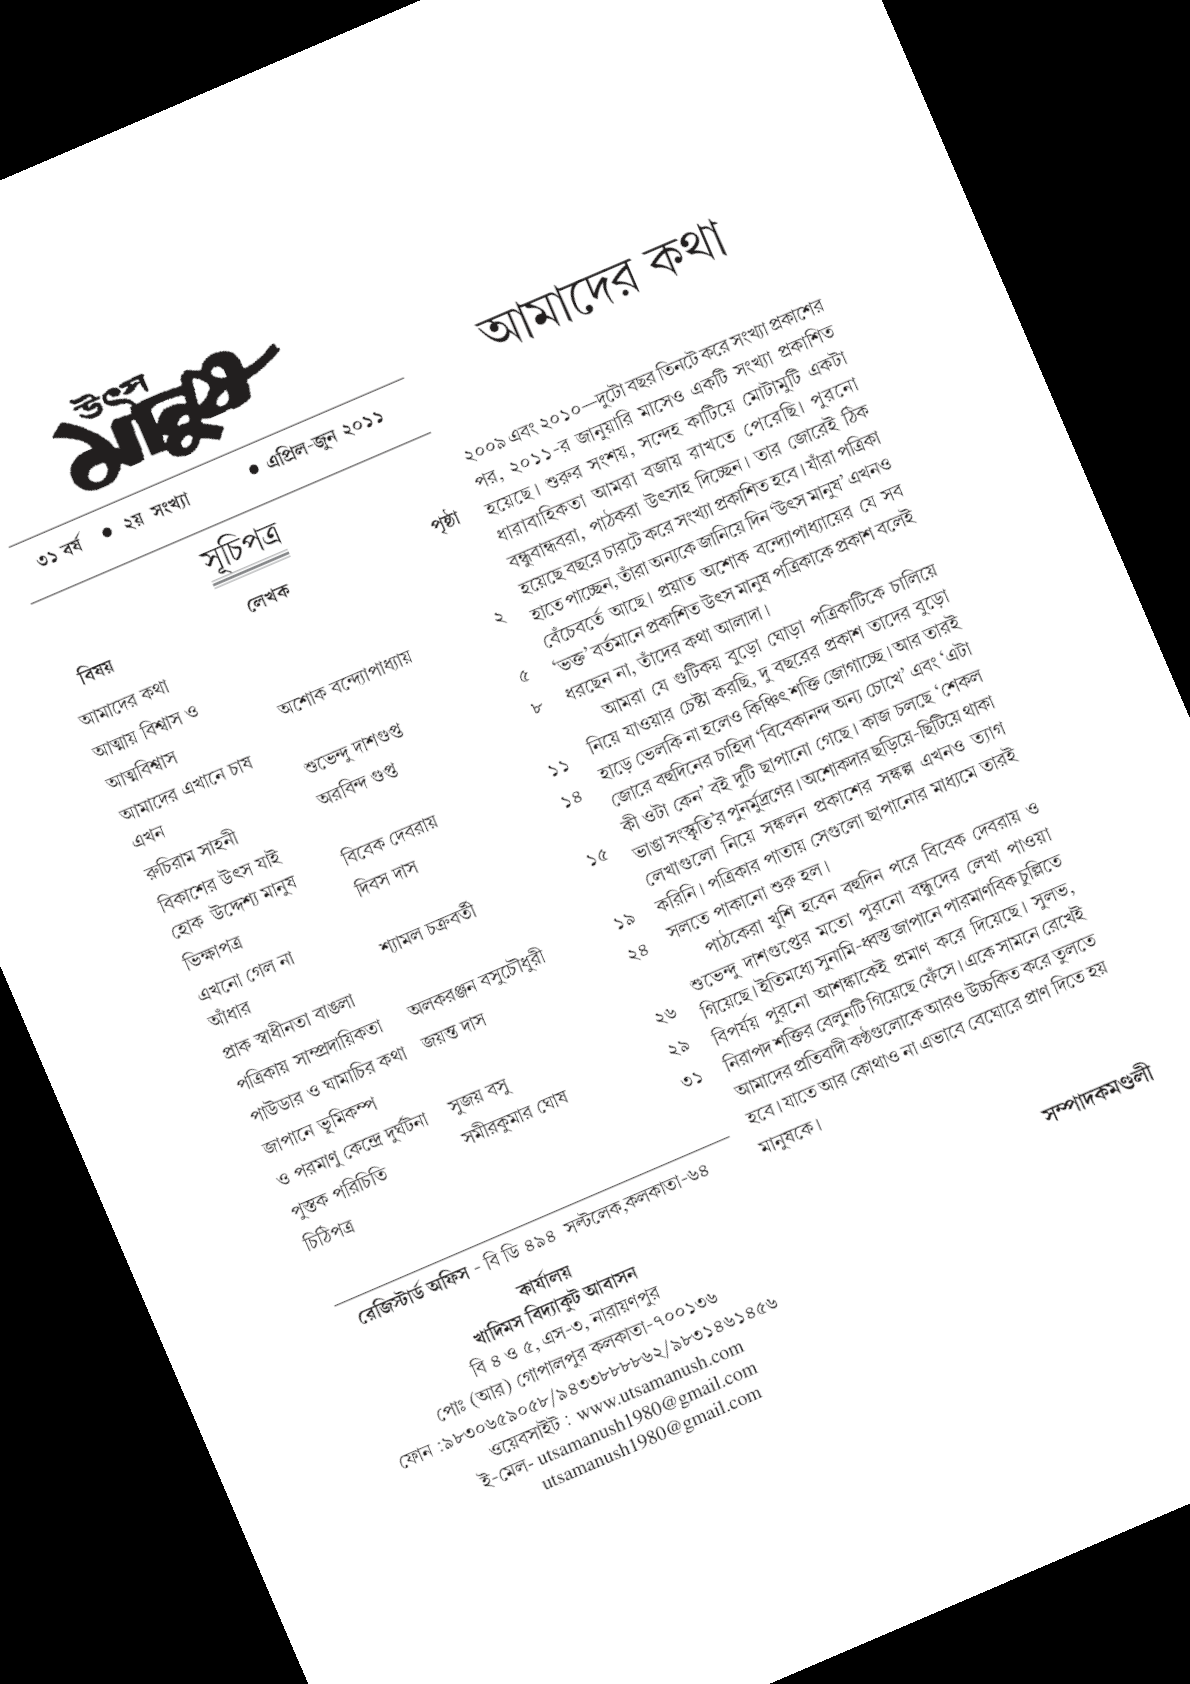 উৎস
মানুষ
৩১ বর্ষ ● ২য় সংখ্যা ● এপ্রিল-জুন ২০১১
সূচিপত্র
বিষয় লেখক পৃষ্ঠা
আমাদের কথা ২
আত্মায় বিশ্বাস ও অশোক বন্দ্যোপাধ্যায়
আত্মবিশ্বাস ৫
আমাদের এখানে চাষ শুভেন্দু দাশগুপ্ত ৮
এখন অরবিন্দ গুপ্ত
রুচিরাম সাহনী ১১
বিকাশের উৎস যাই বিবেক দেবরায় ১৪
হোক উদ্দেশ্য মানুষ দিবস দাস
ভিক্ষাপত্র ১৫
এখনো গেল না শ্যামল চক্রবর্তী
আঁধার ১৯
প্রাক স্বাধীনতা বাঙলা অলকরঞ্জন বসুচৌধুরী ২৪
পত্রিকায় সাম্প্রদায়িকতা জয়ন্ত দাস
পাউডার ও ঘামাচির কথা ২৬
জাপানে ভূমিকম্প সুজয় বসু ২৯
ও পরমাণু কেন্দ্রে দুর্ঘটনা সমীরকুমার ঘোষ ৩১
পুস্তক পরিচিতি
চিঠিপত্র
রেজিস্টার্ড অফিস - বি ডি ৪৯৪ সল্টলেক,কলকাতা-৬৪
কার্যালয়
খাদিমস বিদ্যাকুট আবাসন
বি ৪ ও ৫, এস-৩, নারায়ণপুর
পোঃ (আর) গোপালপুর কলকাতা-৭০০১৩৬
ফোন :৯৮৩০৬৫৯০৫৮/৯৪৩৩৮৮৮৮৬২/৯৮৩১৪৬১৪৫৬
ওয়েবসাইট : www.utsamanush.com
ই-মেল- utsamanush1980@gmail.com
utsamanush1980@gmail.com
আমাদের কথা
২০০৯ এবং ২০১০—দুটো বছর তিনটে করে সংখ্যা প্রকাশের
পর, ২০১১-র জানুয়ারি মাসেও একটি সংখ্যা প্রকাশিত
হয়েছে। শুরুর সংশয়, সন্দেহ কাটিয়ে মোটামুটি একটা
ধারাবাহিকতা আমরা বজায় রাখতে পেরেছি। পুরনো
বন্ধুবান্ধবরা, পাঠকরা উৎসাহ দিচ্ছেন। তার জোরেই ঠিক
হয়েছে বছরে চারটে করে সংখ্যা প্রকাশিত হবে। যাঁরা পত্রিকা
হাতে পাচ্ছেন, তাঁরা অন্যকে জানিয়ে দিন ‘উৎস মানুষ’ এখনও
বেঁচেবর্তে আছে। প্রয়াত অশোক বন্দ্যোপাধ্যায়ের যে সব
‘ভক্ত’ বর্তমানে প্রকাশিত উৎস মানুষ পত্রিকাকে প্রকাশ বলেই
ধরছেন না, তাঁদের কথা আলাদা।
আমরা যে গুটিকয় বুড়ো ঘোড়া পত্রিকাটিকে চালিয়ে
নিয়ে যাওয়ার চেষ্টা করছি, দু বছরের প্রকাশ তাদের বুড়ো
হাড়ে ভেলকি না হলেও কিঞ্চিৎ শক্তি জোগাচ্ছে। আর তারই
জোরে বহুদিনের চাহিদা ‘বিবেকানন্দ অন্য চোখে’ এবং ‘এটা
কী ওটা কেন’ বই দুটি ছাপানো গেছে। কাজ চলছে ‘শেকল
ভাঙা সংস্কৃতি’র পুনর্মুদ্রণের। অশোকদার ছড়িয়ে-ছিটিয়ে থাকা
লেখাগুলো নিয়ে সঙ্কলন প্রকাশের সঙ্কল্প এখনও ত্যাগ
করিনি। পত্রিকার পাতায় সেগুলো ছাপানোর মাধ্যমে তারই
সলতে পাকানো শুরু হল।
পাঠকেরা খুশি হবেন বহুদিন পরে বিবেক দেবরায় ও
শুভেন্দু দাশগুপ্তের মতো পুরনো বন্ধুদের লেখা পাওয়া
গিয়েছে। ইতিমধ্যে সুনামি-ধ্বস্ত জাপানে পারমাণবিক চুল্লিতে
বিপর্যয় পুরনো আশঙ্কাকেই প্রমাণ করে দিয়েছে। সুলভ,
নিরাপদ শক্তির বেলুনটি গিয়েছে ফেঁসে। একে সামনে রেখেই
আমাদের প্রতিবাদী কণ্ঠগুলোকে আরও উচ্চকিত করে তুলতে
হবে। যাতে আর কোথাও না এভাবে বেঘোরে প্রাণ দিতে হয়
মানুষকে।
সম্পাদকমণ্ডলী